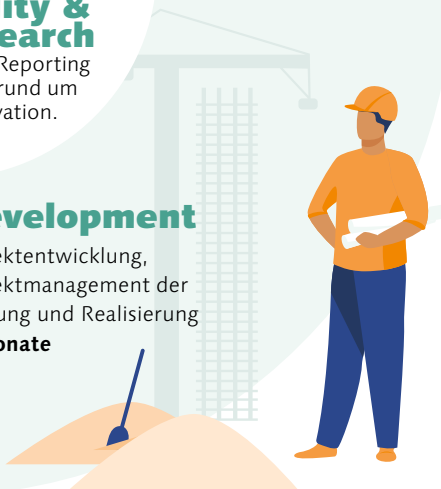 ity &
earch
Reporting
rund um
vation.
evelopment
ektentwicklung,
ektmanagement der
ung und Realisierung
onate